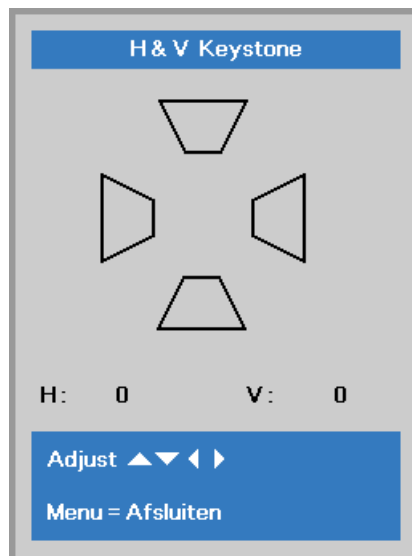 H & V Keystone
H: 0 V: 0
Adjust ▲▼◀▶
Menu = Afsluiten